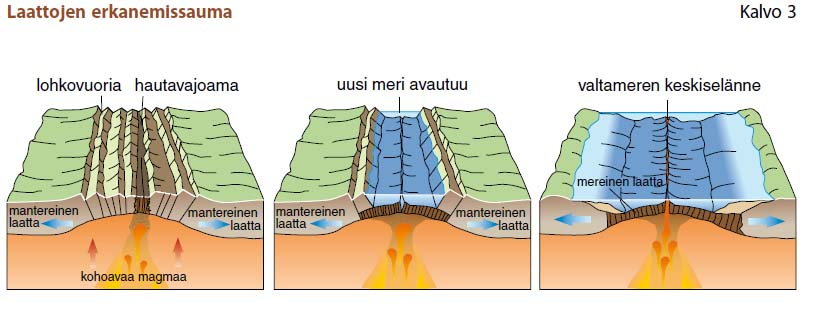 Laattojen erkanemissauma
Kalvo 3
lohkovuoria hautavajoama
uusi meri avautuu
valtameren keskiselänne
mantereinen
laatta
mantereinen
laatta
kohoavaa magmaa
mantereinen
laatta
mantereinen
laatta
mereinen laatta